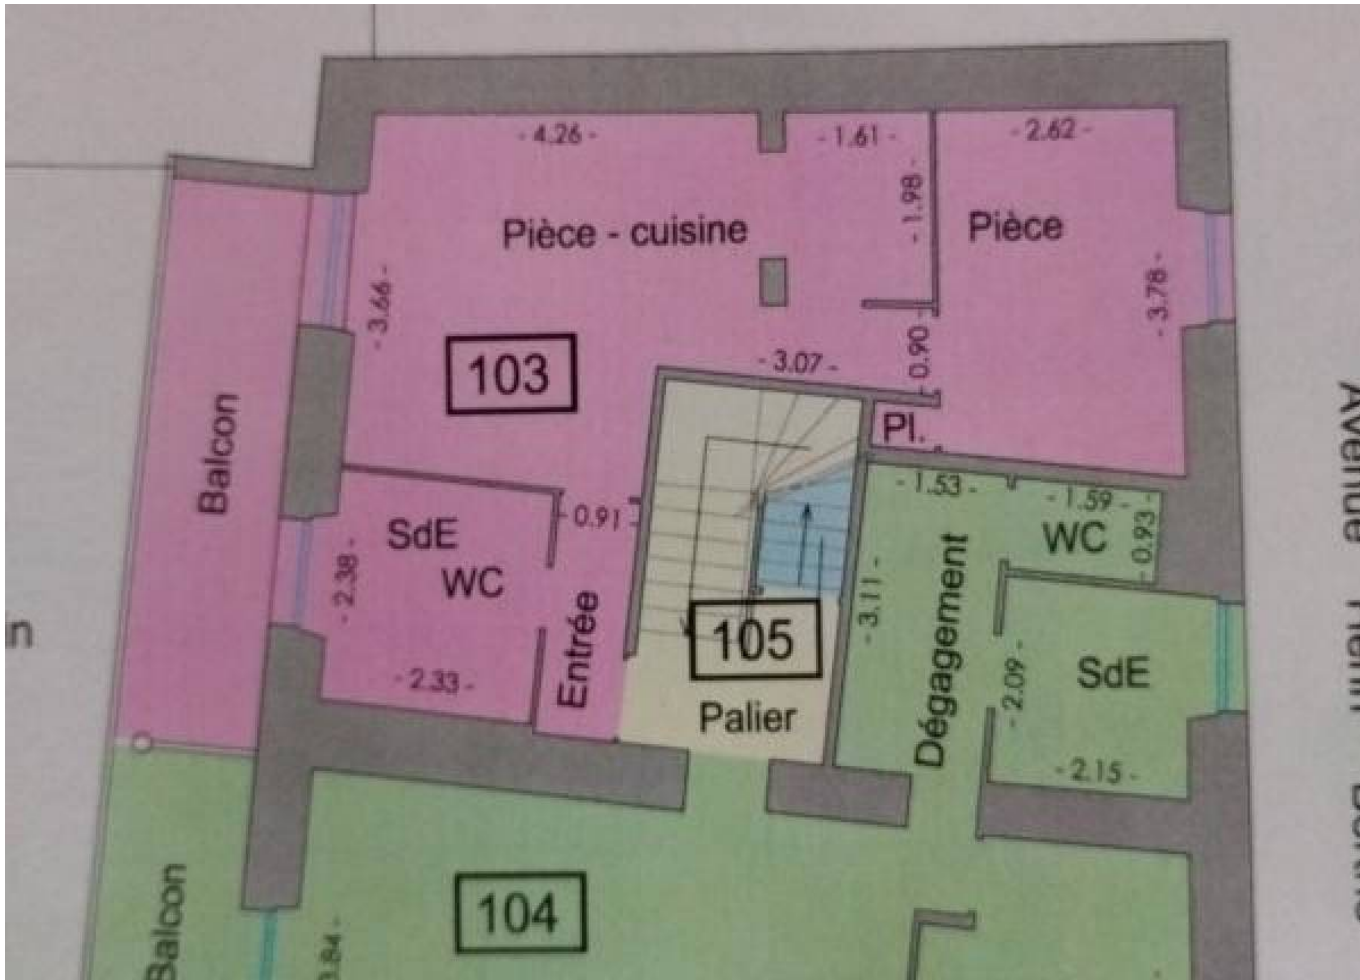 - 4.26 -
- 1.61 -
- 2.62 -
- 1.98 -
Pièce - cuisine
Pièce
- 3.66 -
- 3.78 -
103
- 3.07 -
- 0.90 -
Balcon
Pl.
- 1.53 -
- 1.59 -
- 0.91 -
SdE
WC
WC
- 0.93 -
- 2.38 -
- 3.11 -
Dégagement
Entrée
105
- 2.09 -
SdE
- 2.33 -
Palier
- 2.15 -
104
Balcon
Avenue